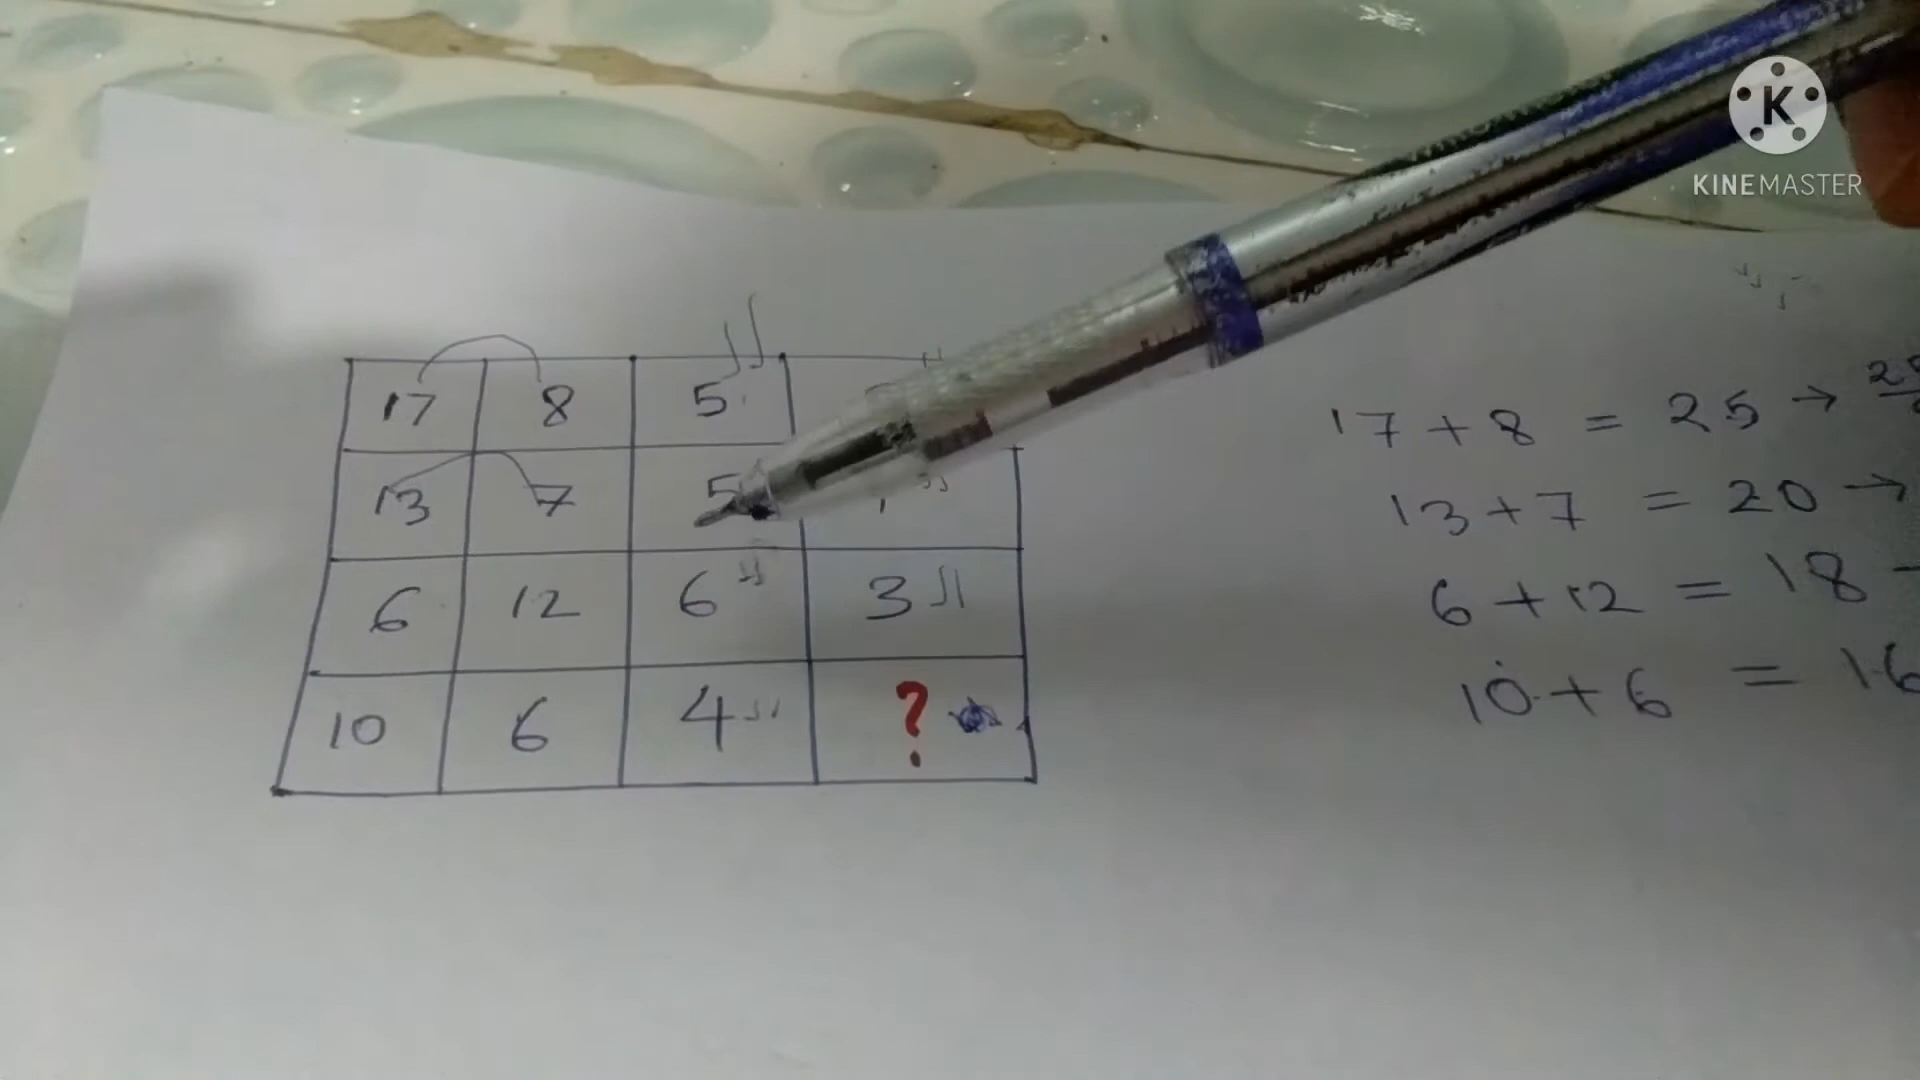 KINEMASTER
17 8 5
13 7 5
6 12 6 3
10 6 4 ?
17 + 8 = 25 →
13 + 7 = 20 →
6 + 12 = 18
10 + 6 = 16